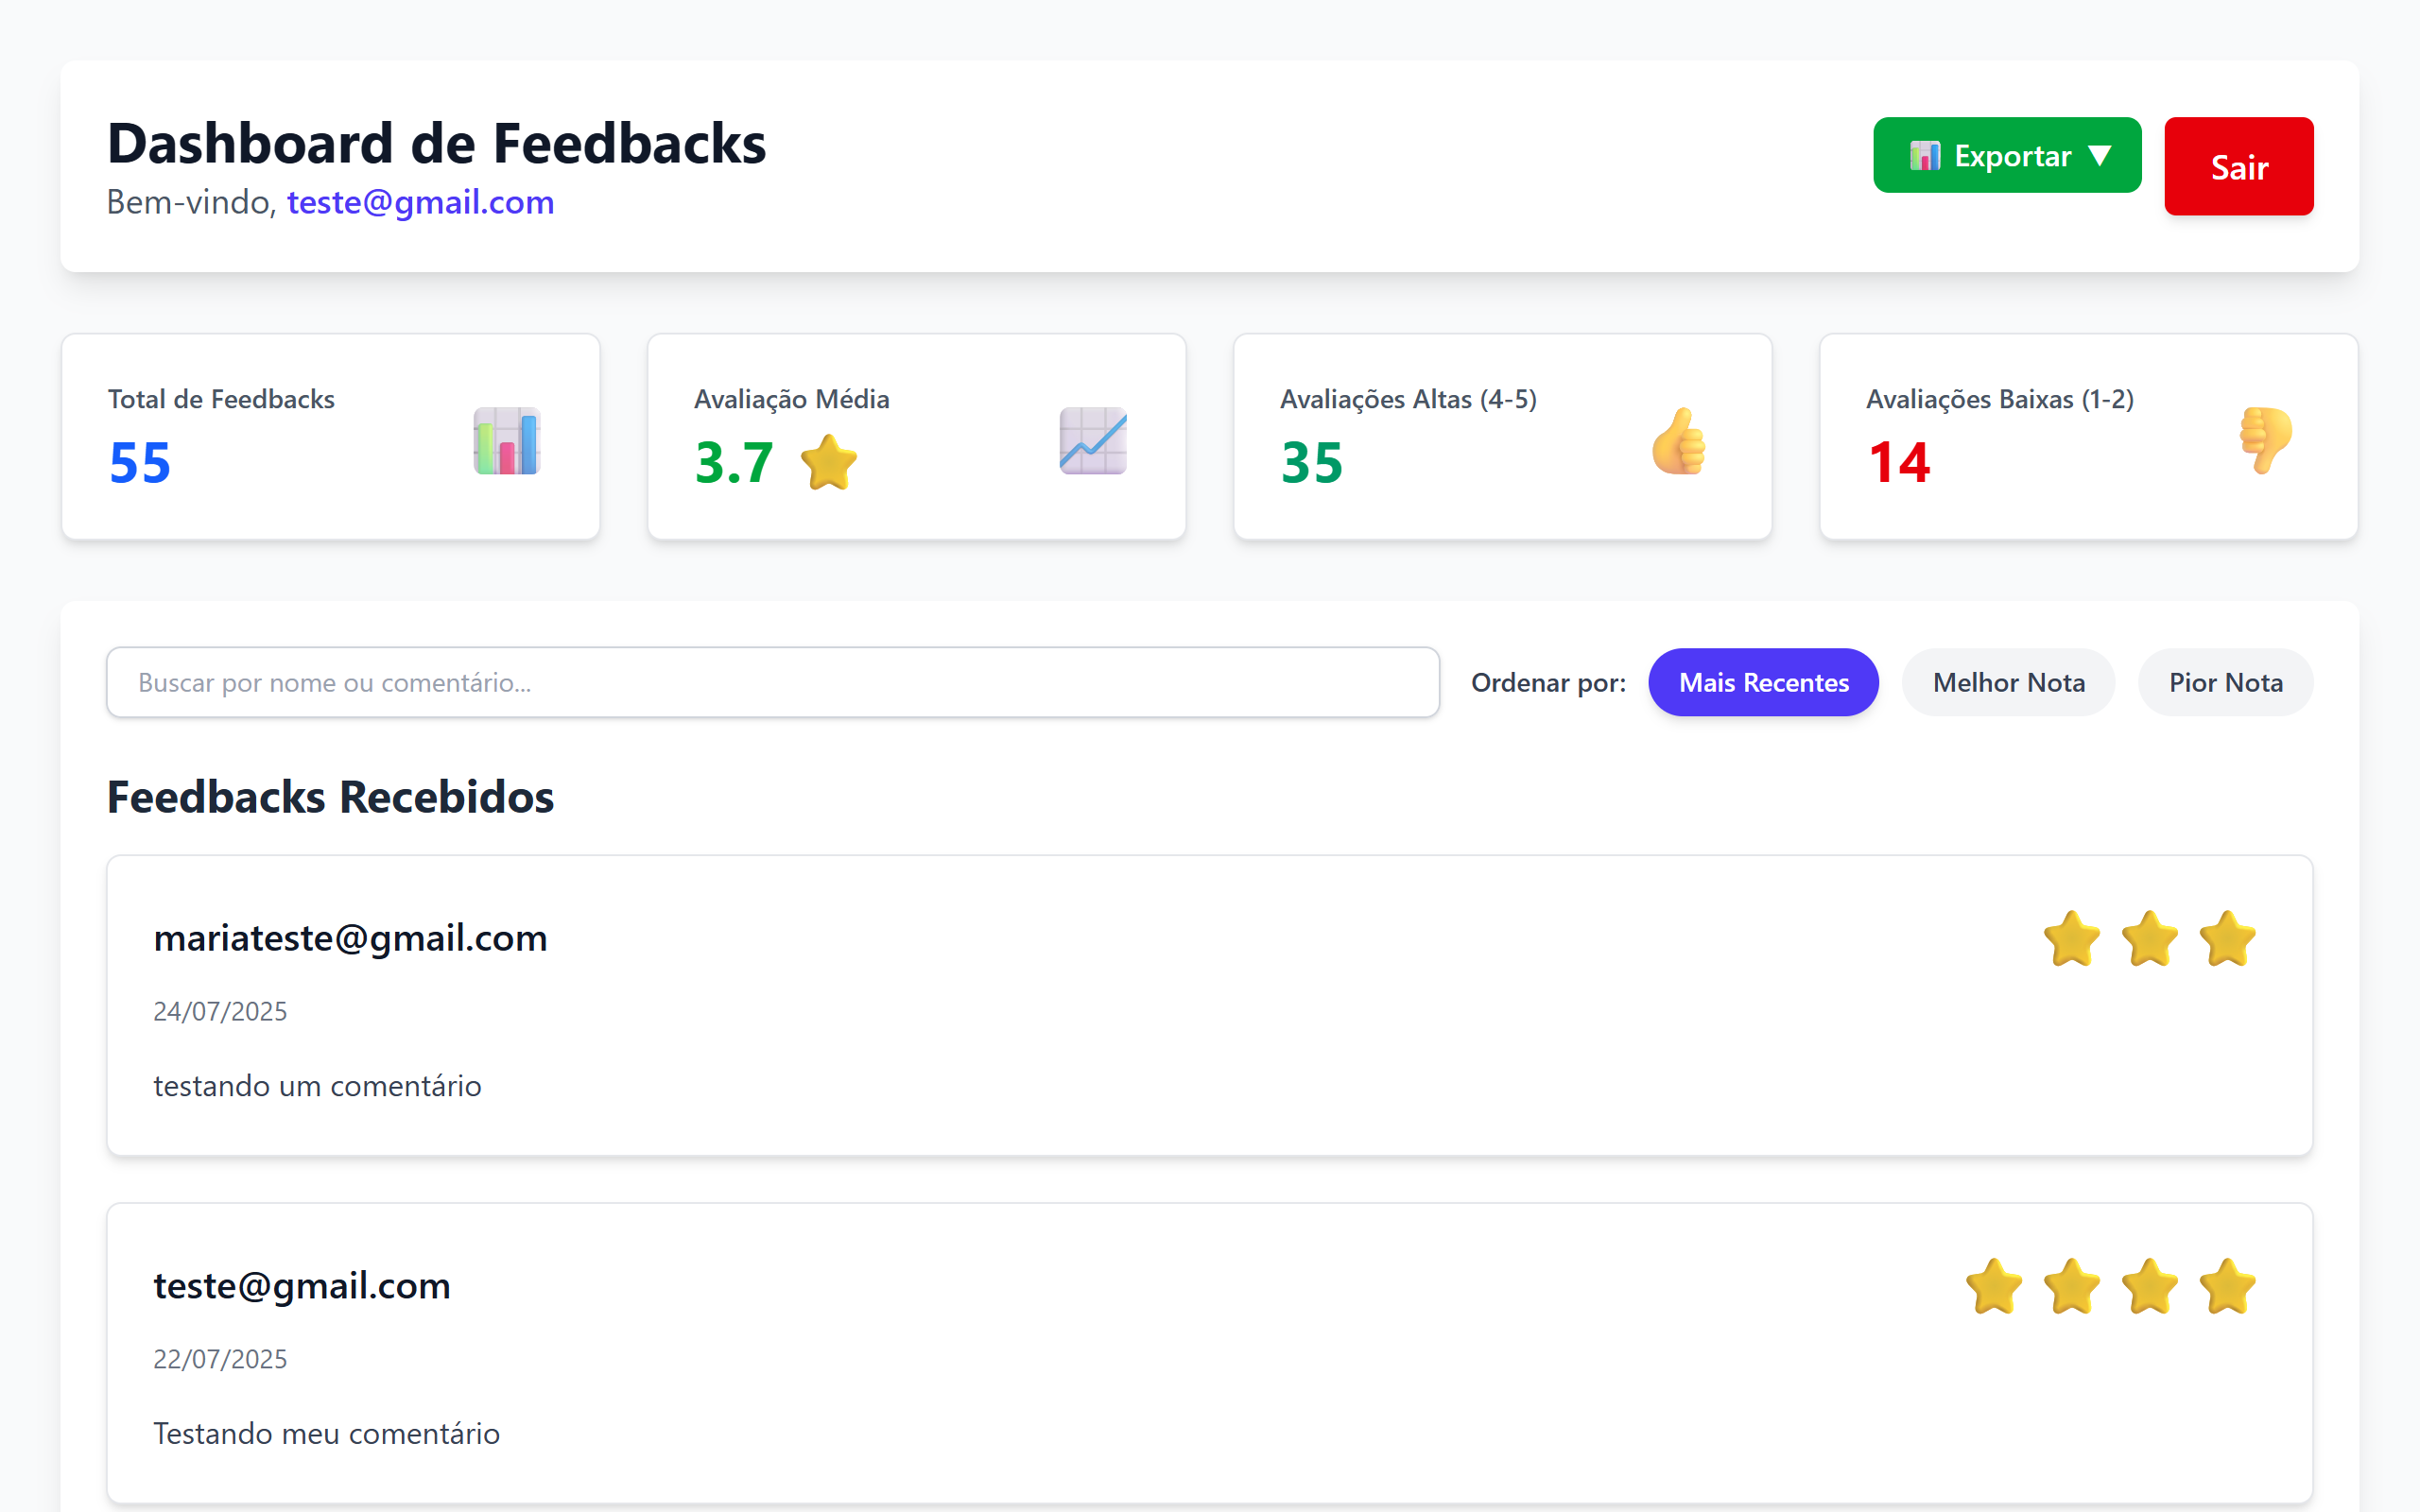 Dashboard de Feedbacks
Bem-vindo, teste@gmail.com
Exportar ▼
Sair
Total de Feedbacks
55
Avaliação Média
3.7
Avaliações Altas (4-5)
35
Avaliações Baixas (1-2)
14
Buscar por nome ou comentário...
Ordenar por:
Mais Recentes
Melhor Nota
Pior Nota
Feedbacks Recebidos
mariateste@gmail.com
24/07/2025
testando um comentário
teste@gmail.com
22/07/2025
Testando meu comentário